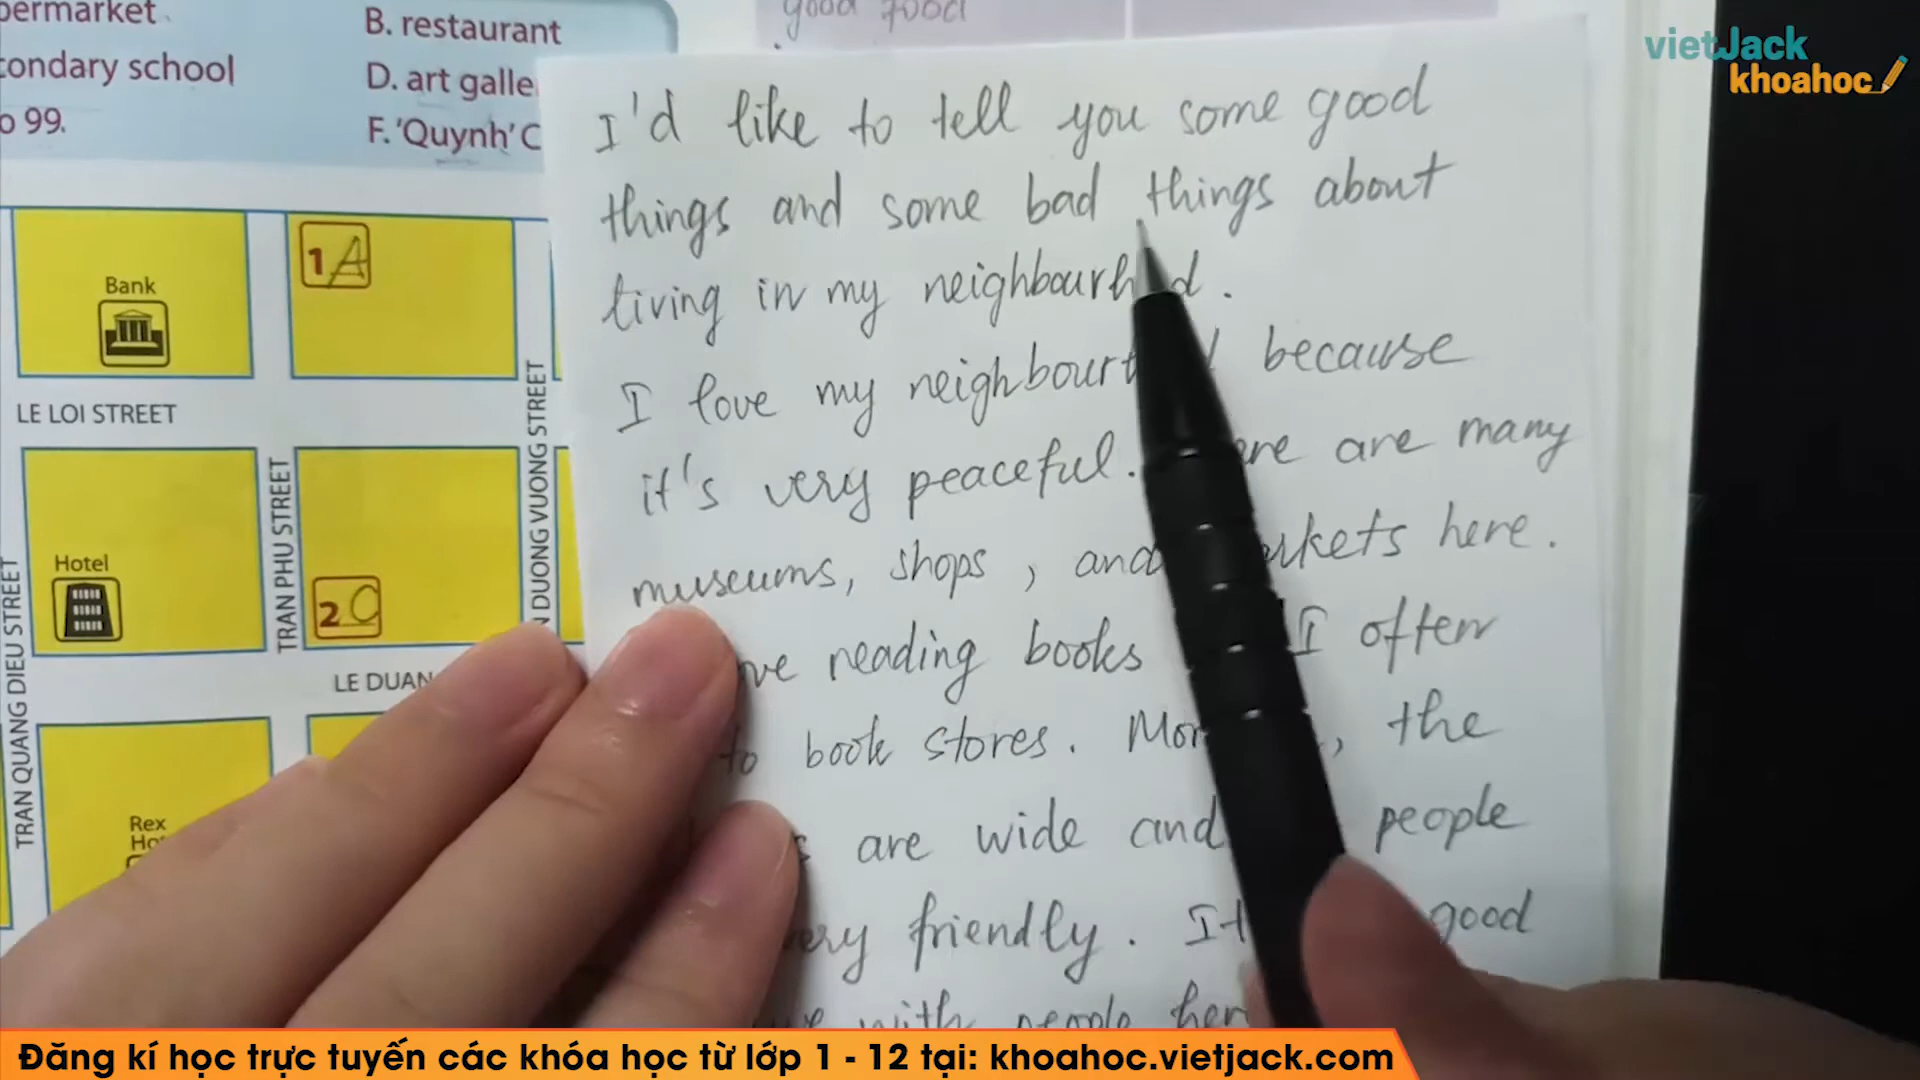 permarket
condary school
o 99.
B. restaurant
D. art galle
F. 'Quynh' C
good food
vietJack
khoahoc
I'd like to tell you some good
things and some bad things about
living in my
I love my because
it's very peaceful. are many
museums, shops, and here.
reading books I often
to book stores. the
are wide and people
very friendly. good
with people
Bank
1 A
LE LOI STREET
Hotel
2 C
TRAN QUANG DIEU STREET
TRAN PHU STREET
DUONG VUONG STREET
LE DUAN
Rex
Đăng kí học trực tuyến các khóa học từ lớp 1 - 12 tại: khoahoc.vietjack.com